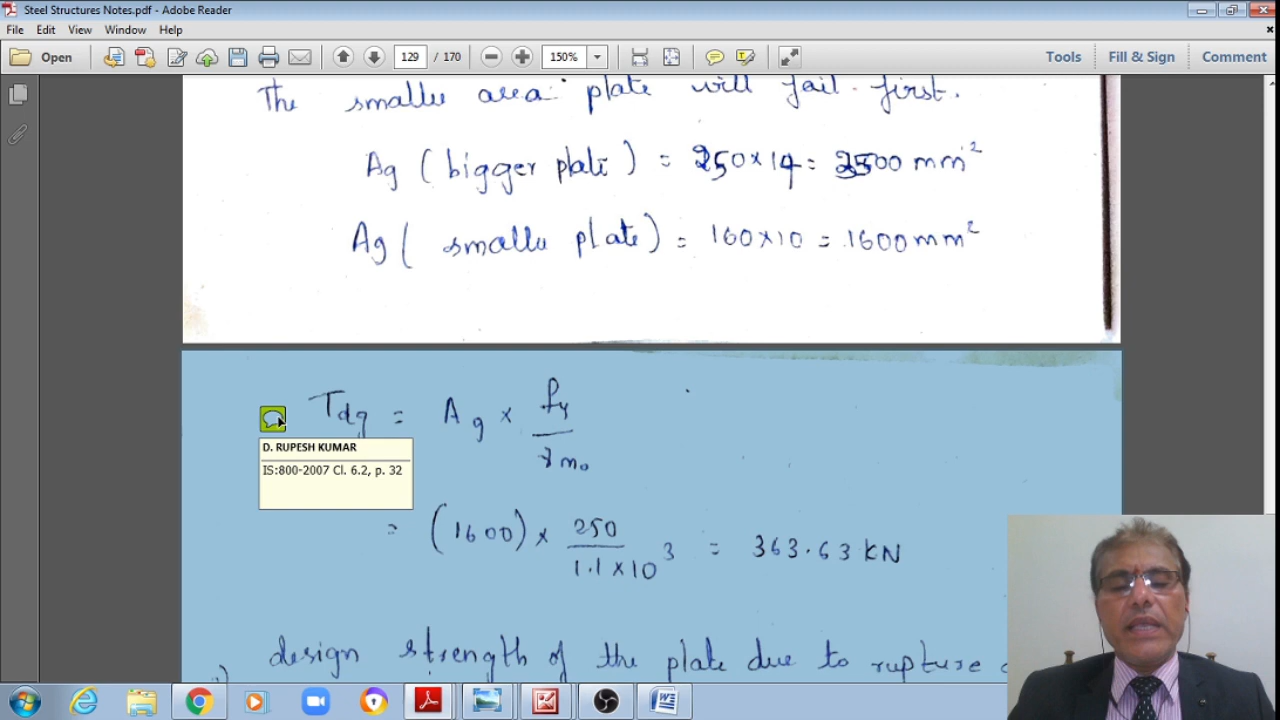 Steel Structures Notes.pdf - Adobe Reader
File Edit View Window Help
Open 129 / 170 150% Tools Fill & Sign Comment
The smaller area plate will fail first.
Ag ( bigger plate ) = 250 × 14 = 3500 mm²
Ag ( smaller plate ) = 160 × 10 = 1600 mm²
Tdg = Ag × fy / γm₀
D. RUPESH KUMAR
IS:800-2007 Cl. 6.2, p. 32
= (1600) × 250 / 1.1 × 10³ = 363.63 KN
design strength of the plate due to rupture